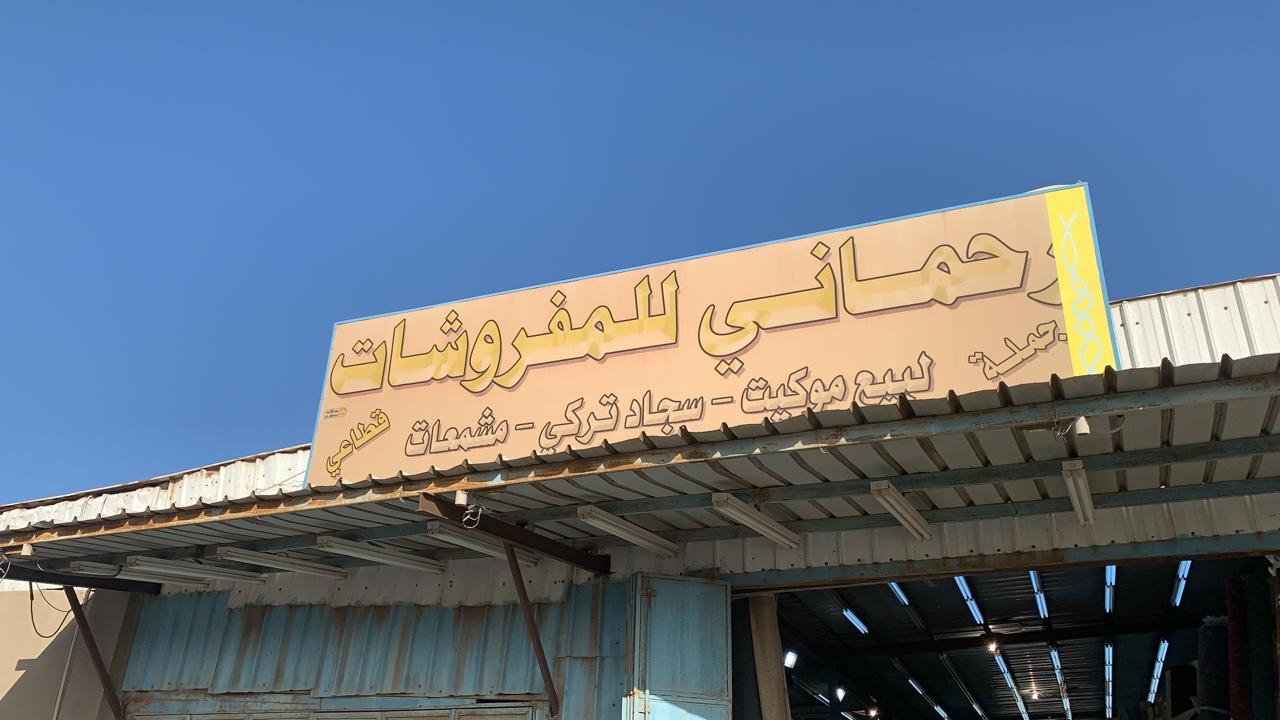 رحماني للمفروشات
لبيع موكيت - سجاد تركي - مشمعات
جملة
قطاعي